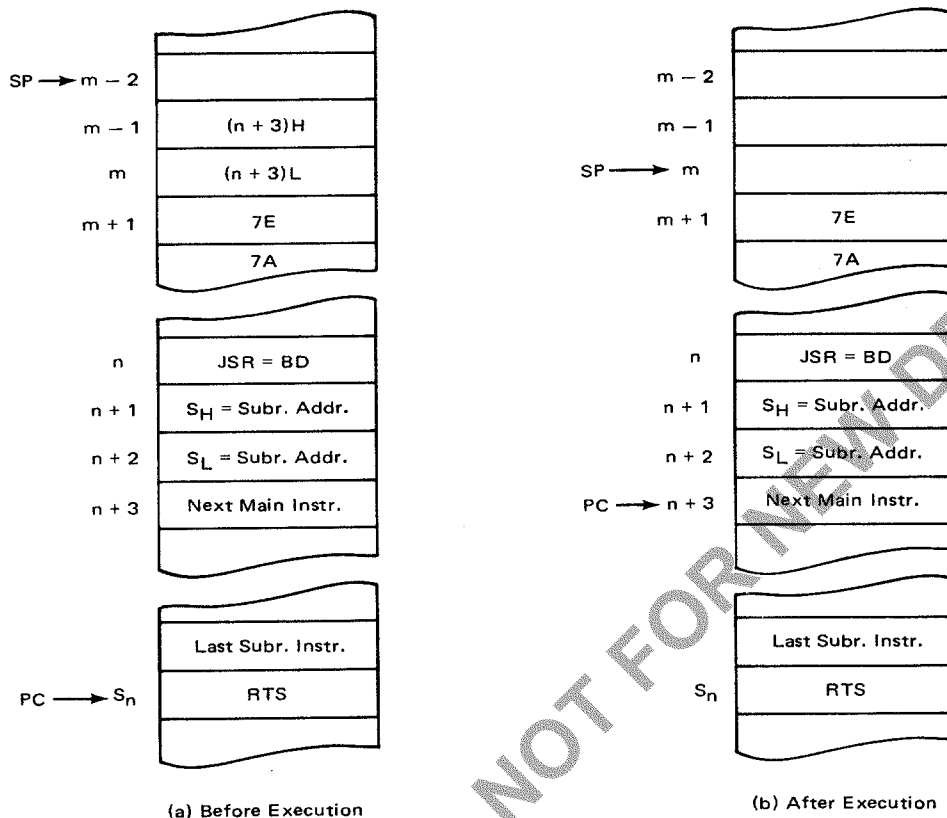 SP → m − 2
m − 1 (n + 3)H
m (n + 3)L
m + 1 7E
7A
n JSR = BD
n + 1 SH = Subr. Addr.
n + 2 SL = Subr. Addr.
n + 3 Next Main Instr.
Last Subr. Instr.
PC → Sn RTS
(a) Before Execution
m − 2
m − 1
SP → m
m + 1 7E
7A
n JSR = BD
n + 1 SH = Subr. Addr.
n + 2 SL = Subr. Addr.
PC → n + 3 Next Main Instr.
Last Subr. Instr.
Sn RTS
(b) After Execution
NOT FOR NEW